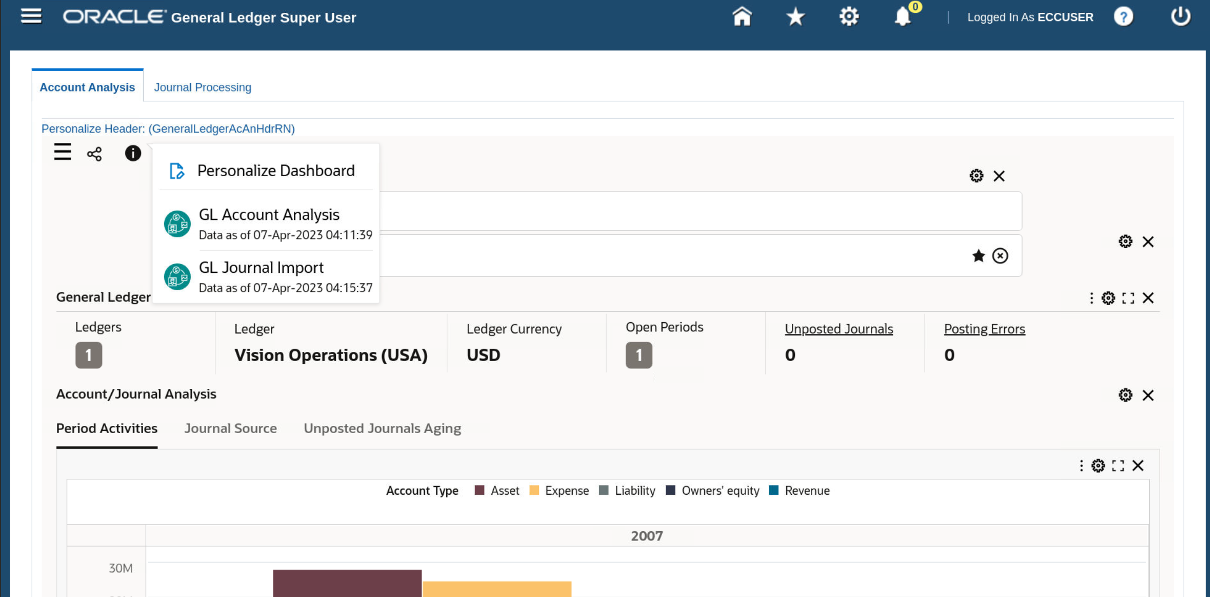 ORACLE General Ledger Super User
0
Logged In As ECCUSER
?
Account Analysis
Journal Processing
Personalize Header: (GeneralLedgerAcAnHdrRN)
Personalize Dashboard
GL Account Analysis
Data as of 07-Apr-2023 04:11:39
GL Journal Import
Data as of 07-Apr-2023 04:15:37
General Ledger
Ledgers
1
Ledger
Vision Operations (USA)
Ledger Currency
USD
Open Periods
1
Unposted Journals
0
Posting Errors
0
Account/Journal Analysis
Period Activities
Journal Source
Unposted Journals Aging
Account Type Asset Expense Liability Owners' equity Revenue
2007
30M